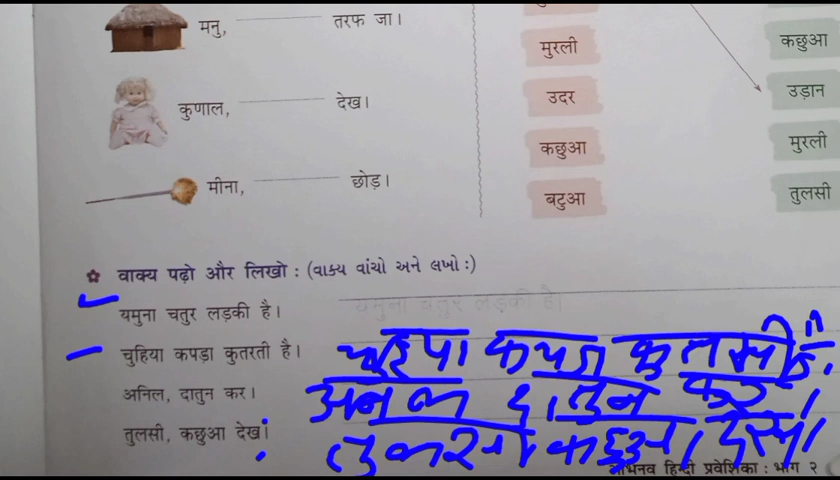 मनु, तरफ जा।
कुणाल, देख।
मीना, छोड़।
मुरली
उदर
कछुआ
बटुआ
कछुआ
उड़ान
मुरली
तुलसी
वाक्य पढ़ो और लिखो : (વાક્ય વાંચો અને લખો :)
यमुना चतुर लड़की है। यमुना चतुर लड़की है।
चुहिया कपड़ा कुतरती है।
अनिल, दातुन कर। दातुन कर।
तुलसी, कछुआ देख।
अभिनव हिन्दी प्रवेशिका : भाग २